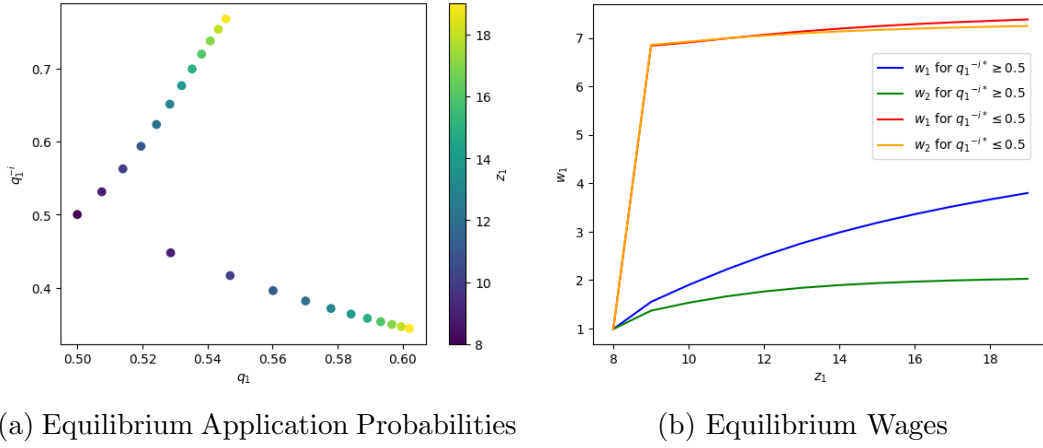 0.7
0.6
0.5
0.4
q₁⁻ⁱ
0.50 0.52 0.54 0.56 0.58 0.60
q₁
18
16
14
12
10
8
z₁
7
6
5
4
3
2
1
w₁
w₁ for q₁⁻ⁱ* ≥ 0.5
w₂ for q₁⁻ⁱ* ≥ 0.5
w₁ for q₁⁻ⁱ* ≤ 0.5
w₂ for q₁⁻ⁱ* ≤ 0.5
8 10 12 14 16 18
z₁
a) Equilibrium Application Probabilities
(b) Equilibrium Wages